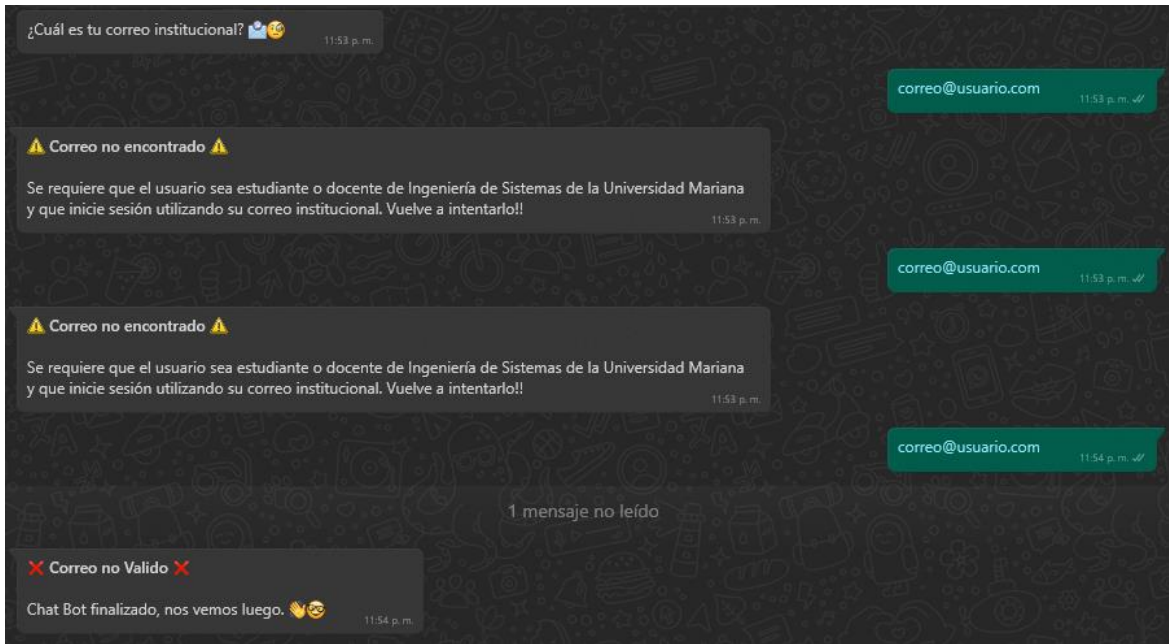 ¿Cuál es tu correo institucional? 🗳️🧐
11:53 p. m.
correo@usuario.com
11:53 p. m.
⚠️ Correo no encontrado ⚠️
Se requiere que el usuario sea estudiante o docente de Ingeniería de Sistemas de la Universidad Mariana
y que inicie sesión utilizando su correo institucional. Vuelve a intentarlo!!
11:53 p. m.
correo@usuario.com
11:53 p. m.
⚠️ Correo no encontrado ⚠️
Se requiere que el usuario sea estudiante o docente de Ingeniería de Sistemas de la Universidad Mariana
y que inicie sesión utilizando su correo institucional. Vuelve a intentarlo!!
11:53 p. m.
correo@usuario.com
11:54 p. m.
1 mensaje no leído
❌ Correo no Valido ❌
Chat Bot finalizado, nos vemos luego. 👋🤓
11:54 p. m.